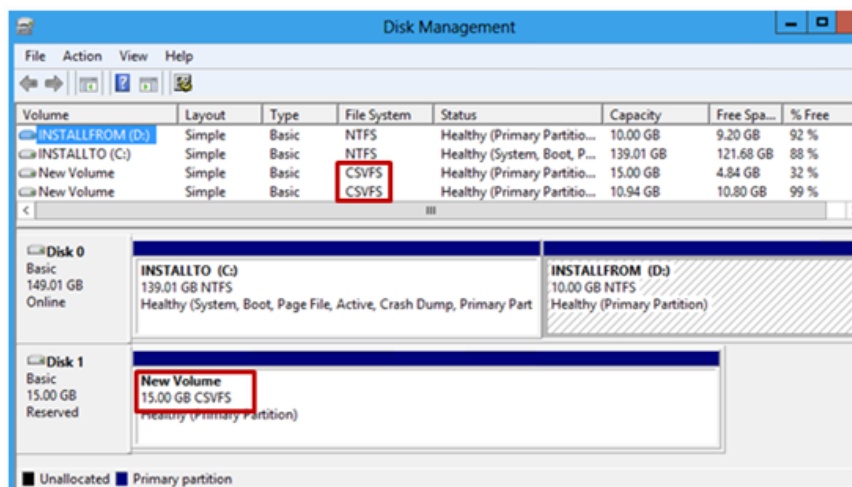 Disk Management
File Action View Help
Volume Layout Type File System Status Capacity Free Spa... % Free
INSTALLFROM (D:) Simple Basic NTFS Healthy (Primary Partitio... 10.00 GB 9.20 GB 92 %
INSTALLTO (C:) Simple Basic NTFS Healthy (System, Boot, P... 139.01 GB 121.68 GB 88 %
New Volume Simple Basic CSVFS Healthy (Primary Partitio... 15.00 GB 4.84 GB 32 %
New Volume Simple Basic CSVFS Healthy (Primary Partitio... 10.94 GB 10.80 GB 99 %
Disk 0
Basic
149.01 GB
Online
INSTALLTO (C:)
139.01 GB NTFS
Healthy (System, Boot, Page File, Active, Crash Dump, Primary Part
INSTALLFROM (D:)
10.00 GB NTFS
Healthy (Primary Partition)
Disk 1
Basic
15.00 GB
Reserved
New Volume
15.00 GB CSVFS
Healthy (Primary Partition)
Unallocated Primary partition